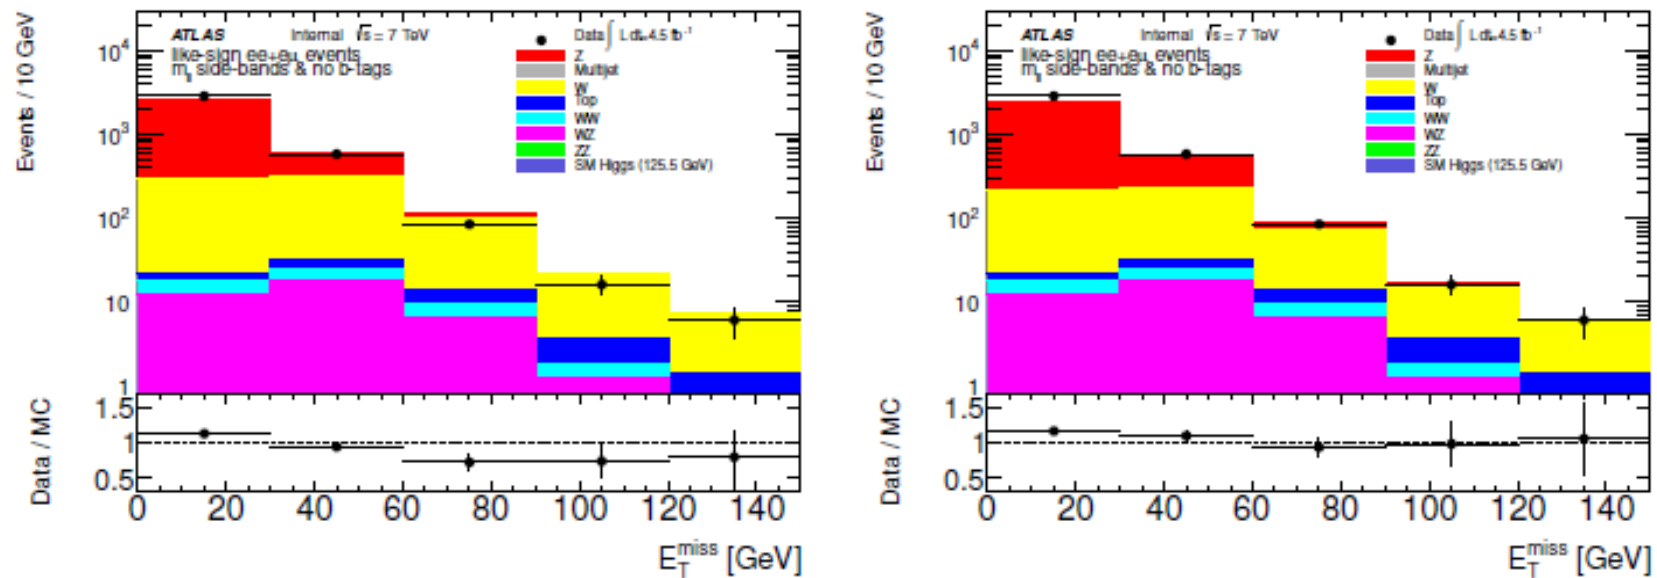 Events / 10 GeV
10⁴
10³
10²
10
1
ATLAS Internal √s = 7 TeV
like-sign ee+eμ events
m_ll side-bands & no b-tags
Data ∫ L dt=4.5 fb⁻¹
Z
Multijet
W
Top
WW
WZ
ZZ
SM Higgs (125.5 GeV)
Data / MC
1.5
1
0.5
0 20 40 60 80 100 120 140
E_T^miss [GeV]
Events / 10 GeV
10⁴
10³
10²
10
1
ATLAS Internal √s = 7 TeV
like-sign ee+eμ events
m_ll side-bands & no b-tags
Data ∫ L dt=4.5 fb⁻¹
Z
Multijet
W
Top
WW
WZ
ZZ
SM Higgs (125.5 GeV)
Data / MC
1.5
1
0.5
0 20 40 60 80 100 120 140
E_T^miss [GeV]